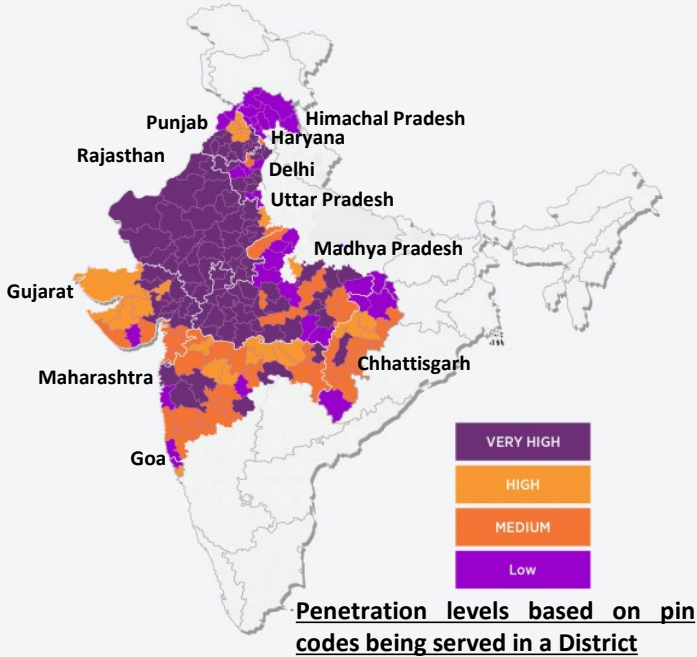 Punjab
Himachal Pradesh
Haryana
Rajasthan
Delhi
Uttar Pradesh
Madhya Pradesh
Gujarat
Chhattisgarh
Maharashtra
Goa
VERY HIGH
HIGH
MEDIUM
Low
Penetration levels based on pin
codes being served in a District